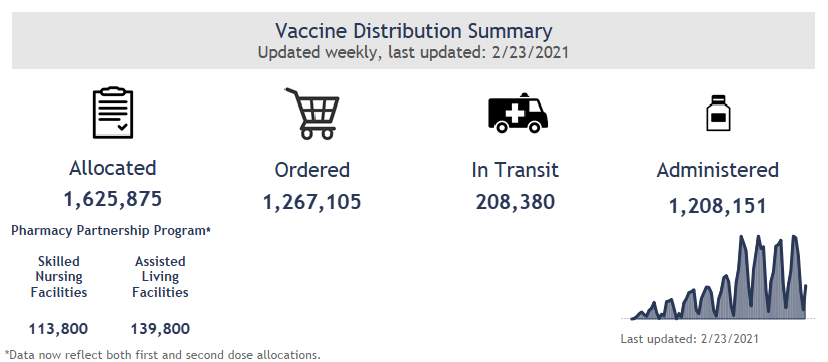 Vaccine Distribution Summary
Updated weekly, last updated: 2/23/2021
Allocated
1,625,875
Ordered
1,267,105
In Transit
208,380
Administered
1,208,151
Pharmacy Partnership Program*
Skilled
Nursing
Facilities
113,800
Assisted
Living
Facilities
139,800
Last updated: 2/23/2021
*Data now reflect both first and second dose allocations.